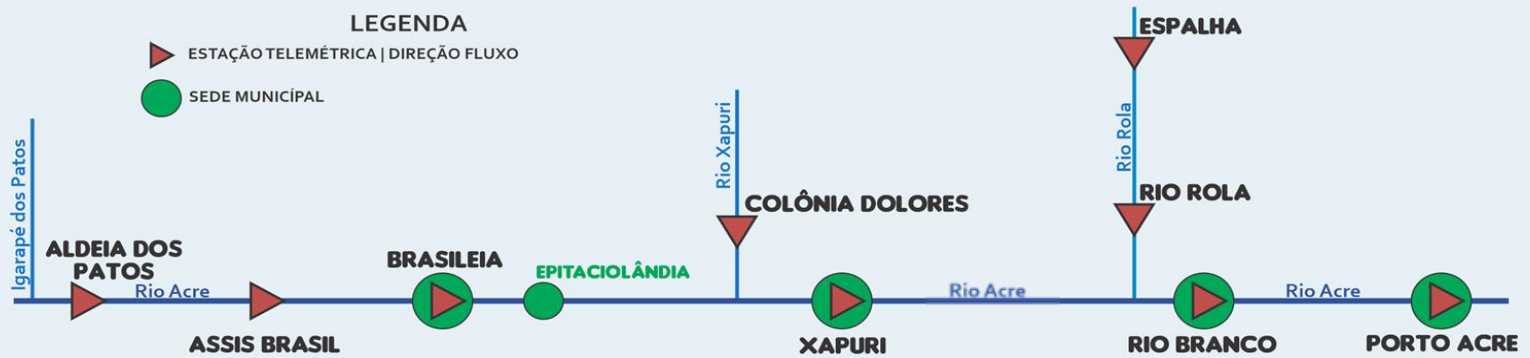 LEGENDA
ESTAÇÃO TELEMÉTRICA | DIREÇÃO FLUXO
SEDE MUNICÍPAL
Igarapé dos Patos
ALDEIA DOS
PATOS
Rio Acre
ASSIS BRASIL
BRASILEIA
EPITACIOLÂNDIA
Rio Xapuri
COLÔNIA DOLORES
XAPURI
Rio Acre
ESPALHA
Rio Rola
RIO ROLA
RIO BRANCO
Rio Acre
PORTO ACRE